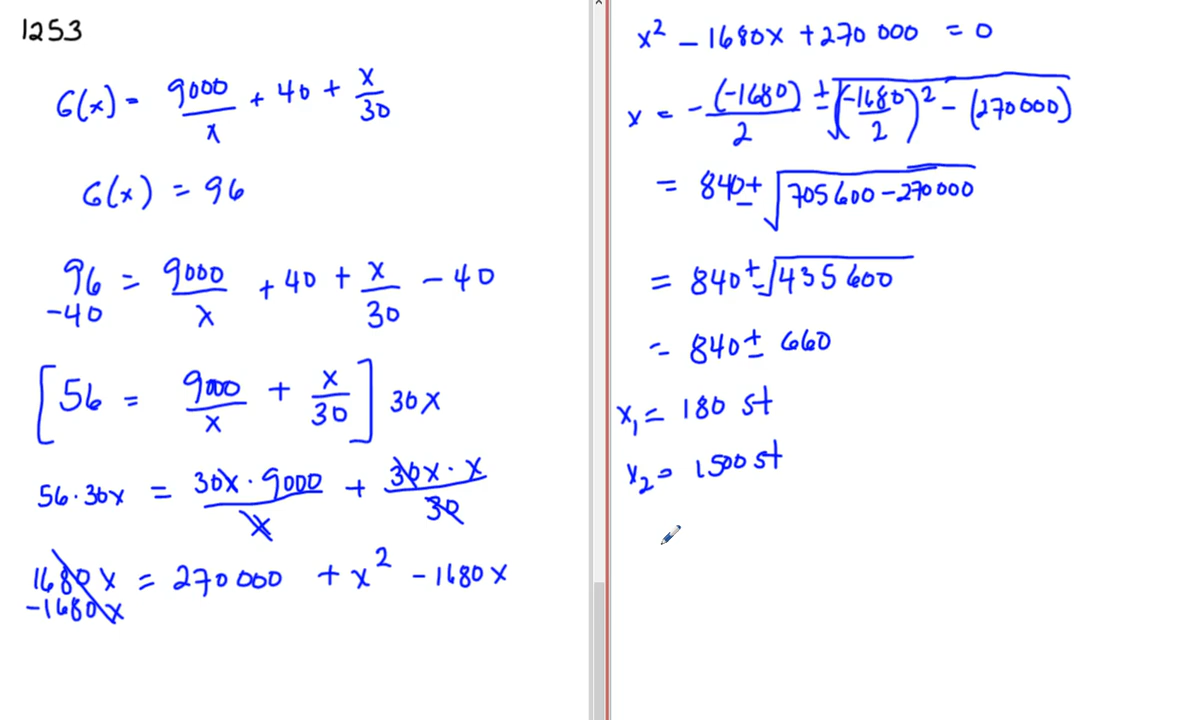 1253
G(x) = 9000/x + 40 + x/30
G(x) = 96
96 = 9000/x + 40 + x/30 - 40
-40
[56 = 9000/x + x/30] 30x
56·30x = 30x·9000/x + 30x·x/30
1680x = 270 000 + x² - 1680x
-1680x
x² - 1680x + 270 000 = 0
x = -(-1680)/2 ± √((-1680/2)² - (270 000))
= 840 ± √(705 600 - 270 000)
= 840 ± √435 600
= 840 ± 660
x₁ = 180 st
x₂ = 1500 st